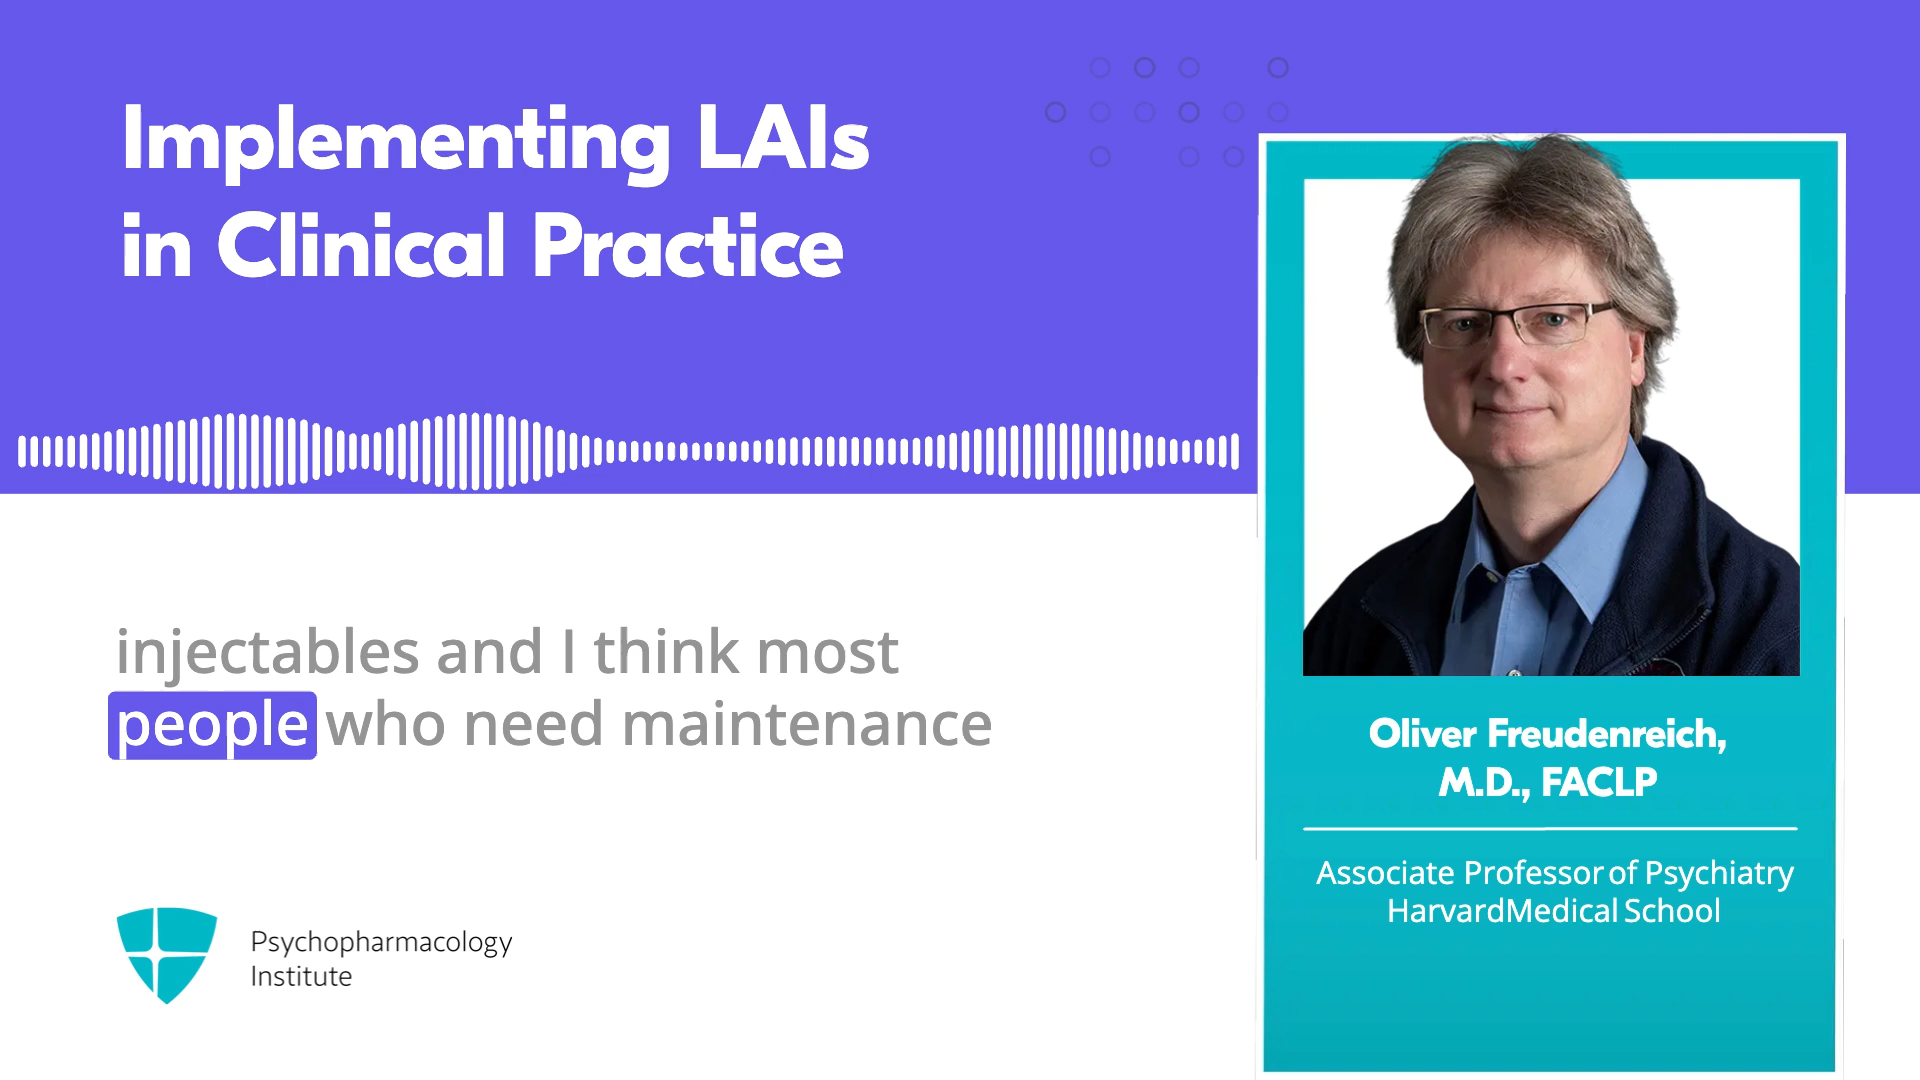 Implementing LAIs
in Clinical Practice
injectables and I think most
people who need maintenance
Psychopharmacology
Institute
Oliver Freudenreich,
M.D., FACLP
Associate Professor of Psychiatry
HarvardMedical School